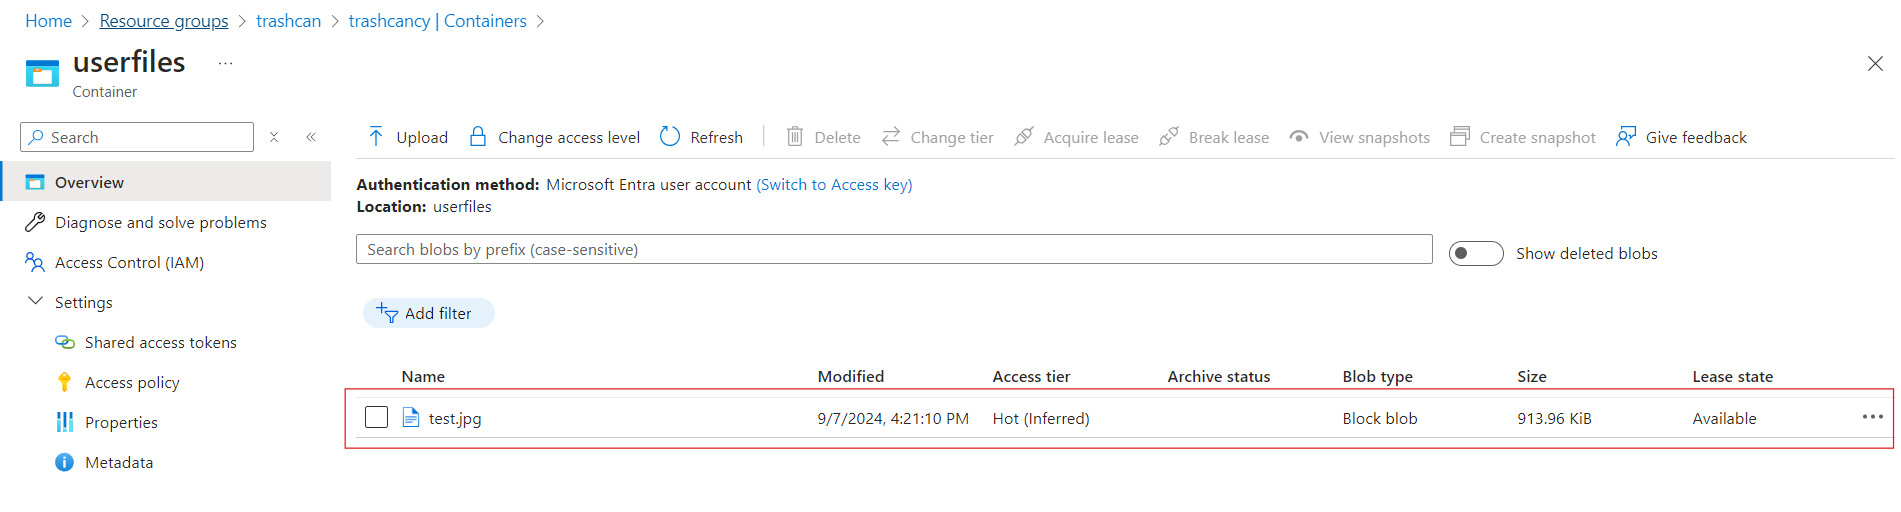 Home > Resource groups > trashcan > trashcancy | Containers >
userfiles ...
Container
Search
Upload Change access level Refresh Delete Change tier Acquire lease Break lease View snapshots Create snapshot Give feedback
Overview
Diagnose and solve problems
Access Control (IAM)
Settings
Shared access tokens
Access policy
Properties
Metadata
Authentication method: Microsoft Entra user account (Switch to Access key)
Location: userfiles
Search blobs by prefix (case-sensitive)
Show deleted blobs
Add filter
Name Modified Access tier Archive status Blob type Size Lease state
test.jpg 9/7/2024, 4:21:10 PM Hot (Inferred) Block blob 913.96 KiB Available ...